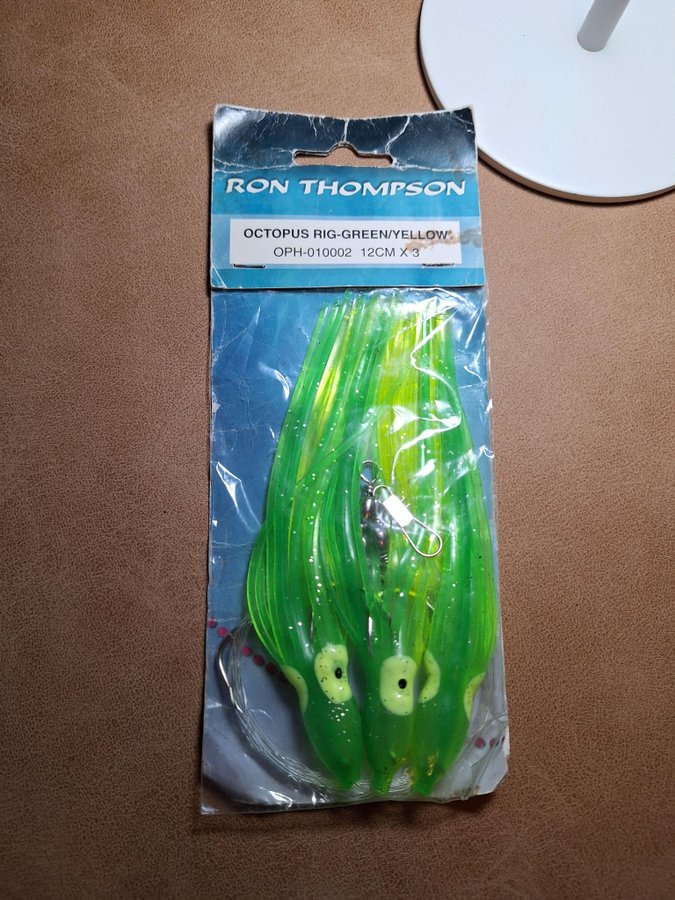 RON THOMPSON
OCTOPUS RIG-GREEN/YELLOW
OPH-010002 12CM X 3